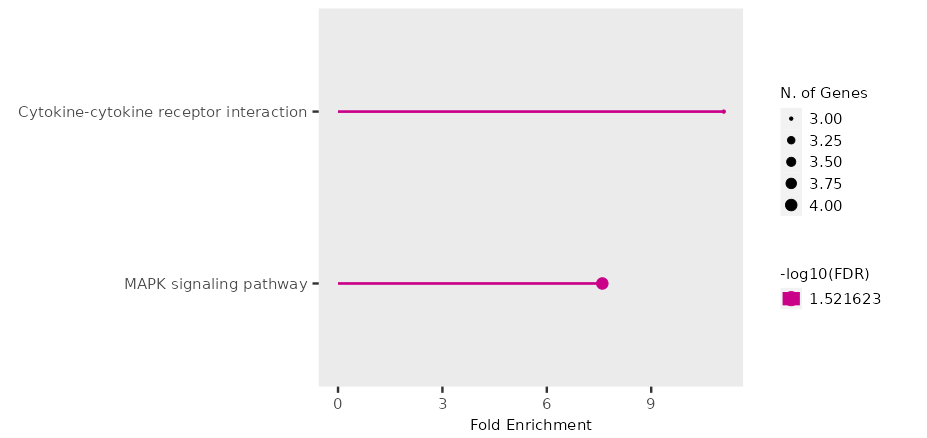 Cytokine-cytokine receptor interaction
MAPK signaling pathway
0 3 6 9
Fold Enrichment
N. of Genes
3.00
3.25
3.50
3.75
4.00
-log10(FDR)
1.521623